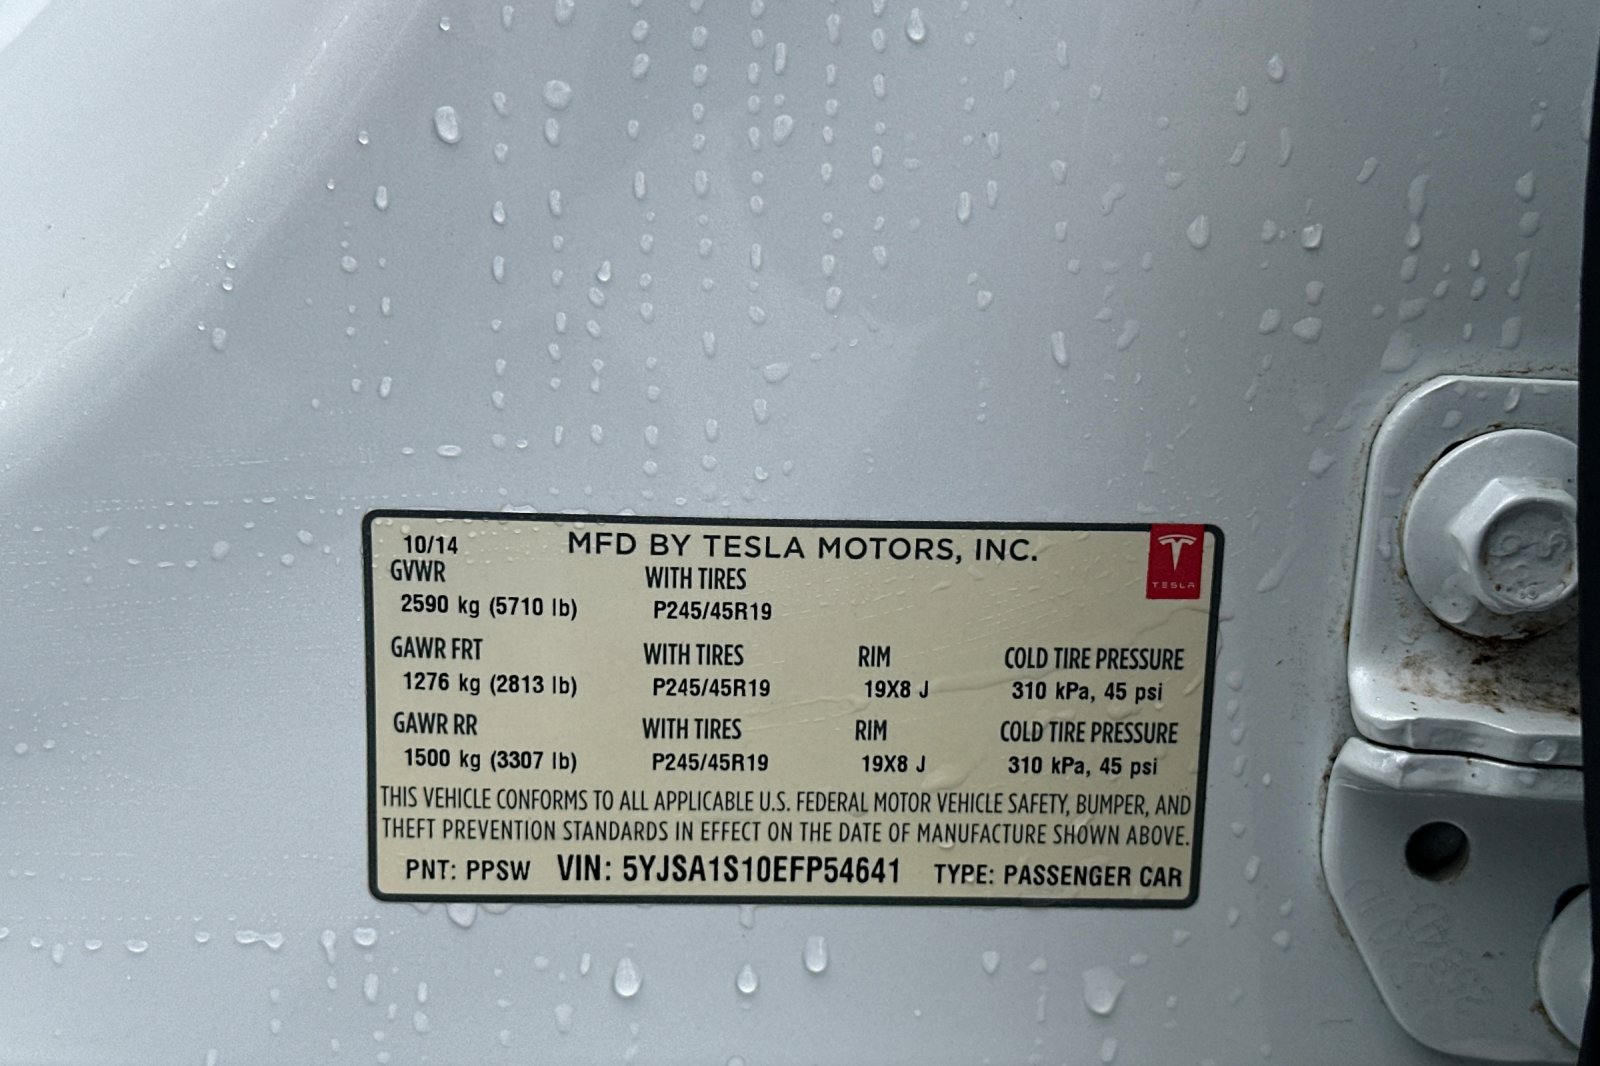 10/14 MFD BY TESLA MOTORS, INC.
TESLA
GVWR WITH TIRES
2590 kg (5710 lb) P245/45R19
GAWR FRT WITH TIRES RIM COLD TIRE PRESSURE
1276 kg (2813 lb) P245/45R19 19X8 J 310 kPa, 45 psi
GAWR RR WITH TIRES RIM COLD TIRE PRESSURE
1500 kg (3307 lb) P245/45R19 19X8 J 310 kPa, 45 psi
THIS VEHICLE CONFORMS TO ALL APPLICABLE U.S. FEDERAL MOTOR VEHICLE SAFETY, BUMPER, AND
THEFT PREVENTION STANDARDS IN EFFECT ON THE DATE OF MANUFACTURE SHOWN ABOVE.
PNT: PPSW VIN: 5YJSA1S10EFP54641 TYPE: PASSENGER CAR